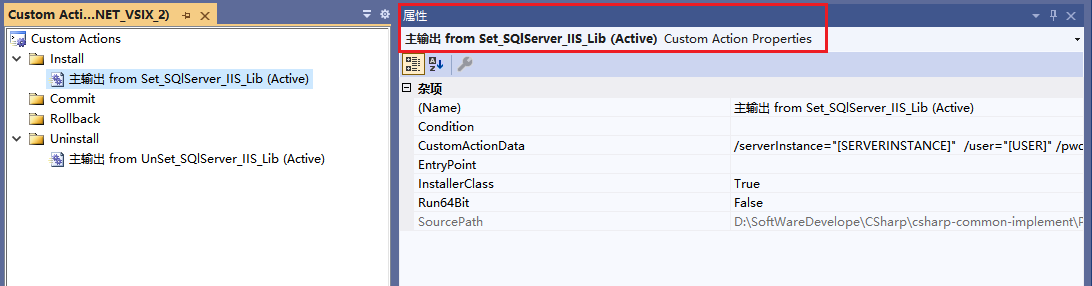 Custom Acti...NET_VSIX_2)
Custom Actions
Install
主输出 from Set_SQlServer_IIS_Lib (Active)
Commit
Rollback
Uninstall
主输出 from UnSet_SQlServer_IIS_Lib (Active)
属性
主输出 from Set_SQlServer_IIS_Lib (Active) Custom Action Properties
杂项
(Name) 主输出 from Set_SQlServer_IIS_Lib (Active)
Condition
CustomActionData /serverInstance="[SERVERINSTANCE]" /user="[USER]" /pwd
EntryPoint
InstallerClass True
Run64Bit False
SourcePath D:\SoftWareDevelope\CSharp\csharp-common-implement\P